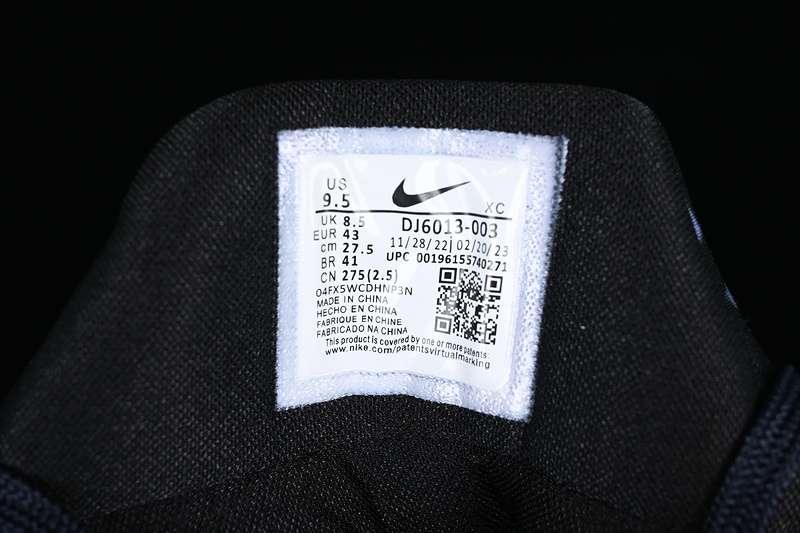 US
9.5
XC
UK 8.5
DJ6013-003
EUR 43
11/28/22 02/20/23
cm 27.5
UPC 00196155740271
BR 41
CN 275(2.5)
04FX5WCDHNP3N
MADE IN CHINA
HECHO EN CHINA
FABRIQUE EN CHINE
FABRICADO NA CHINA
This product is covered by one or more patents
www.nike.com/patentsvirtualmarking